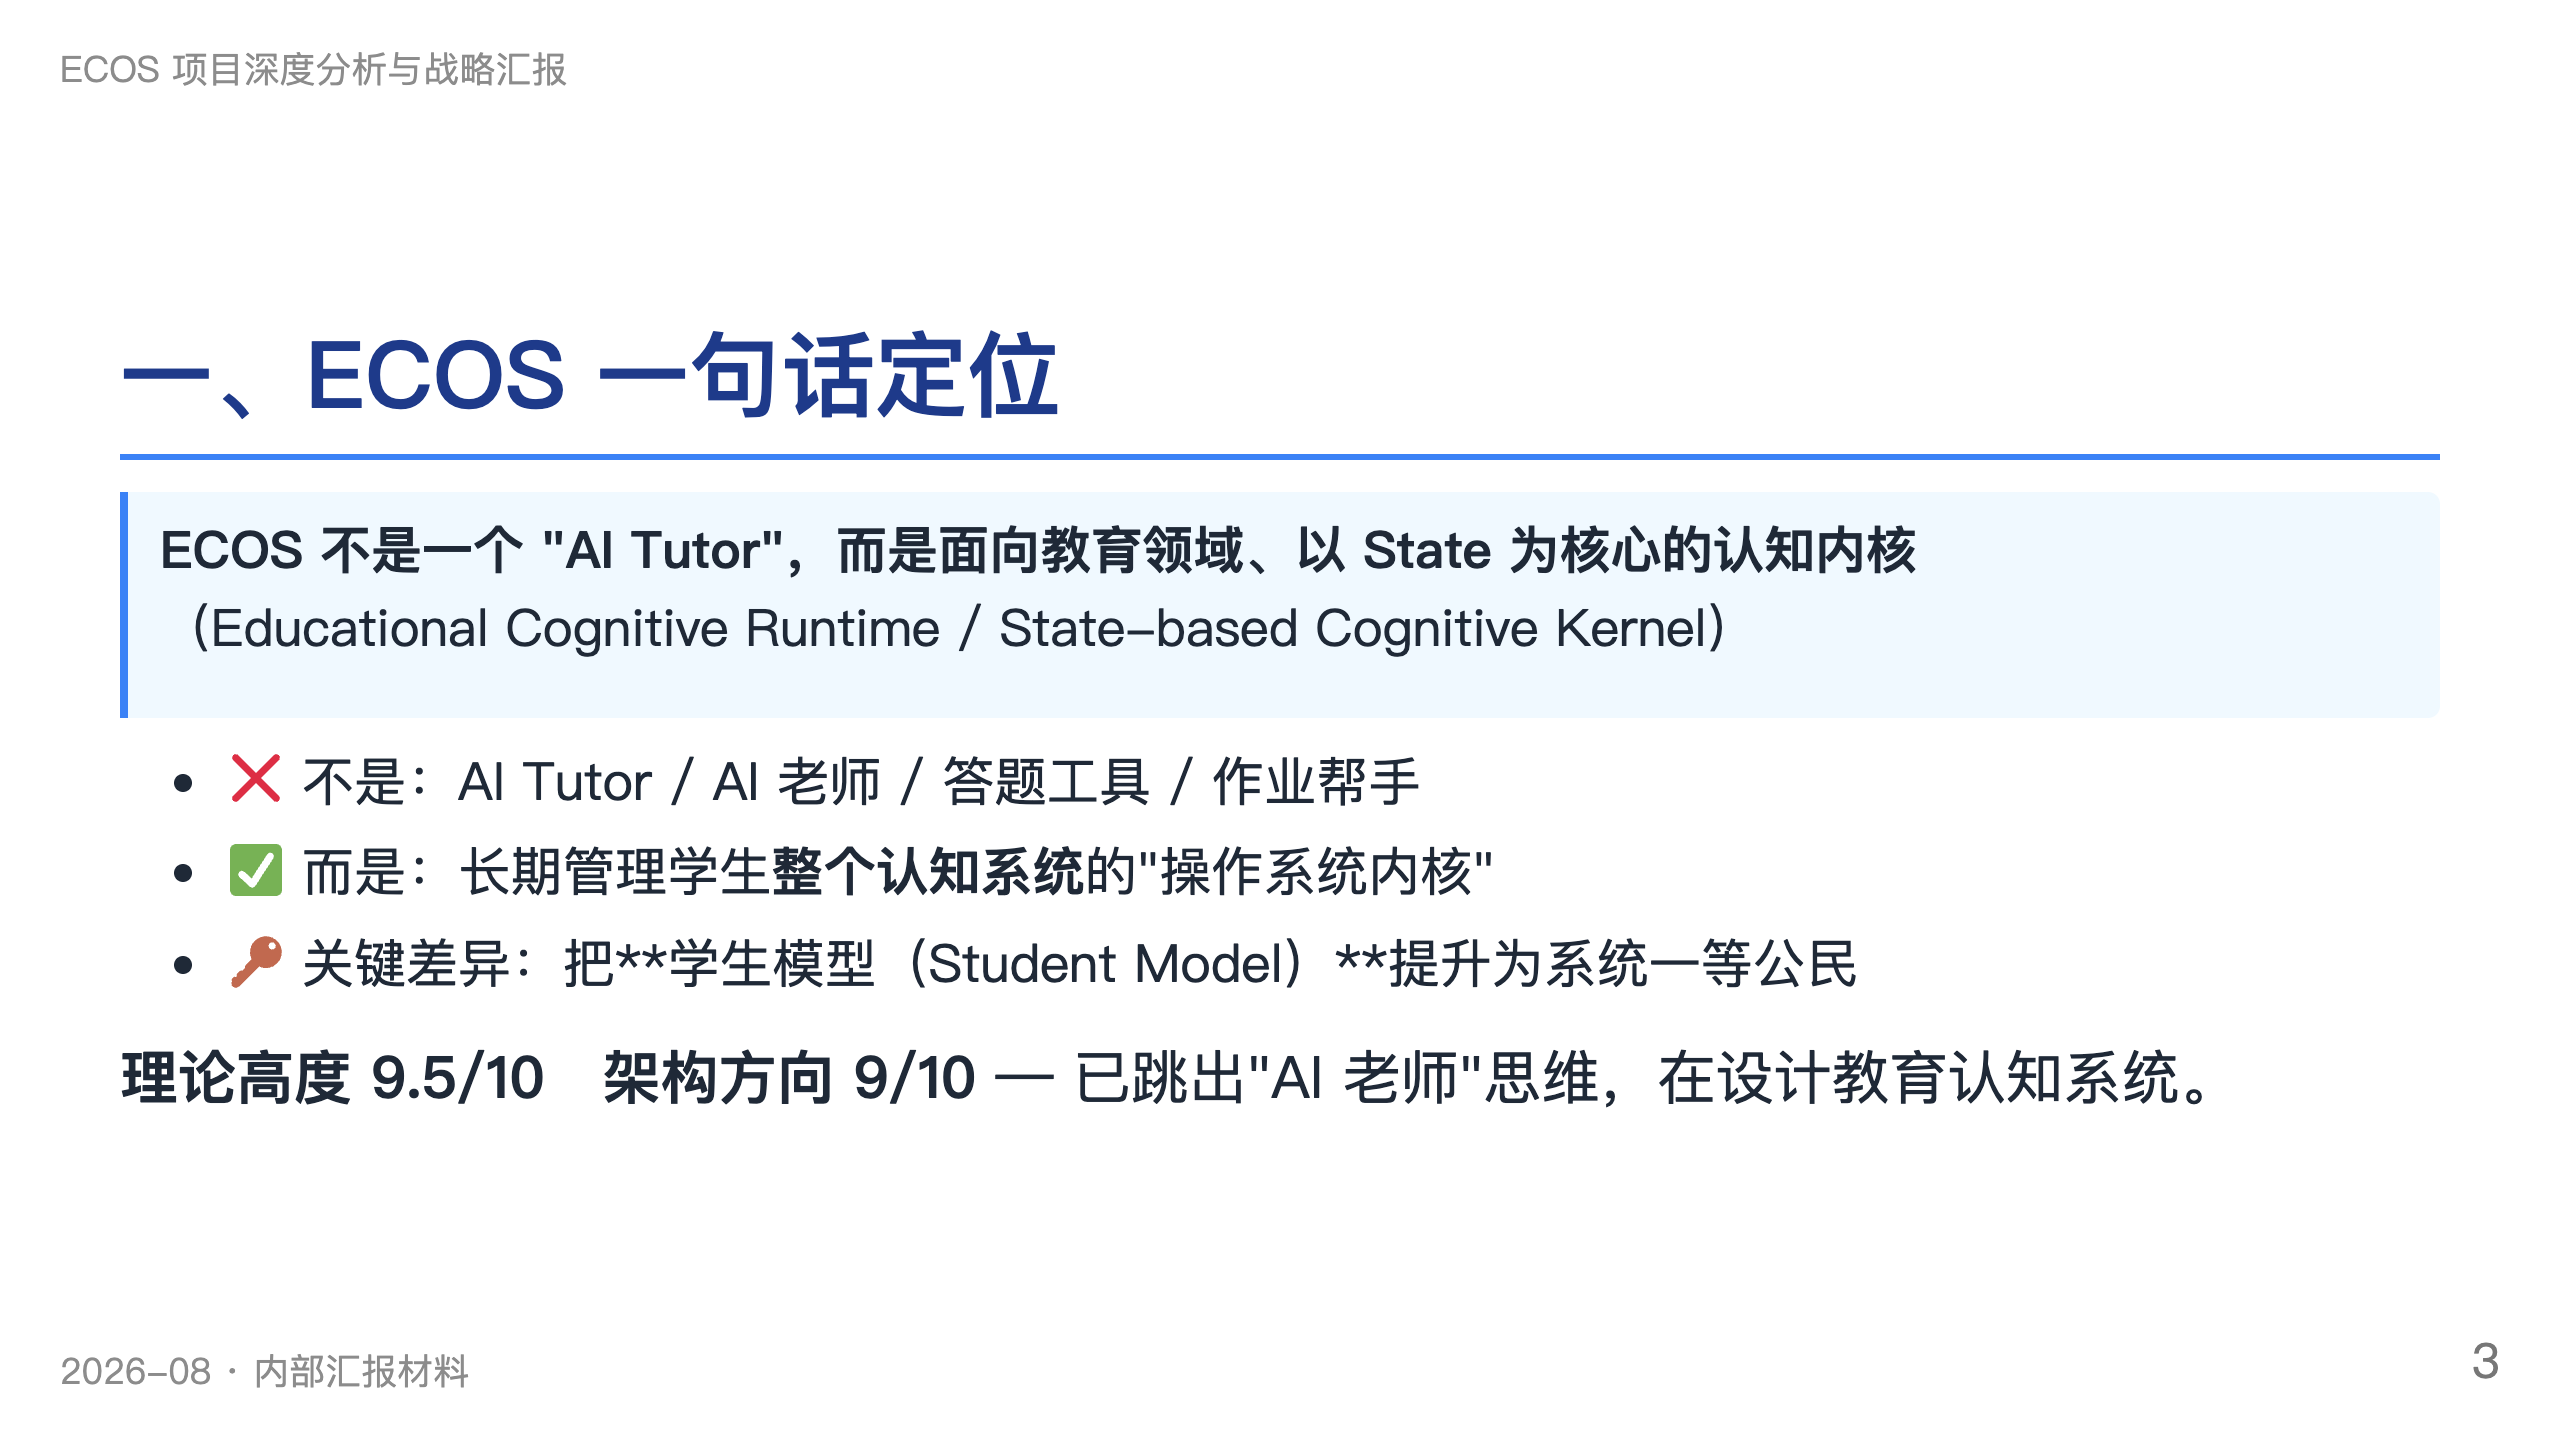 ECOS 项目深度分析与战略汇报
一、ECOS 一句话定位
ECOS 不是一个 "AI Tutor"，而是面向教育领域、以 State 为核心的认知内核
（Educational Cognitive Runtime / State-based Cognitive Kernel）
• ❌ 不是：AI Tutor / AI 老师 / 答题工具 / 作业帮手
• ✅ 而是：长期管理学生整个认知系统的"操作系统内核"
• 🔑 关键差异：把**学生模型（Student Model）**提升为系统一等公民
理论高度 9.5/10　架构方向 9/10 — 已跳出"AI 老师"思维，在设计教育认知系统。
2026-08 · 内部汇报材料
3